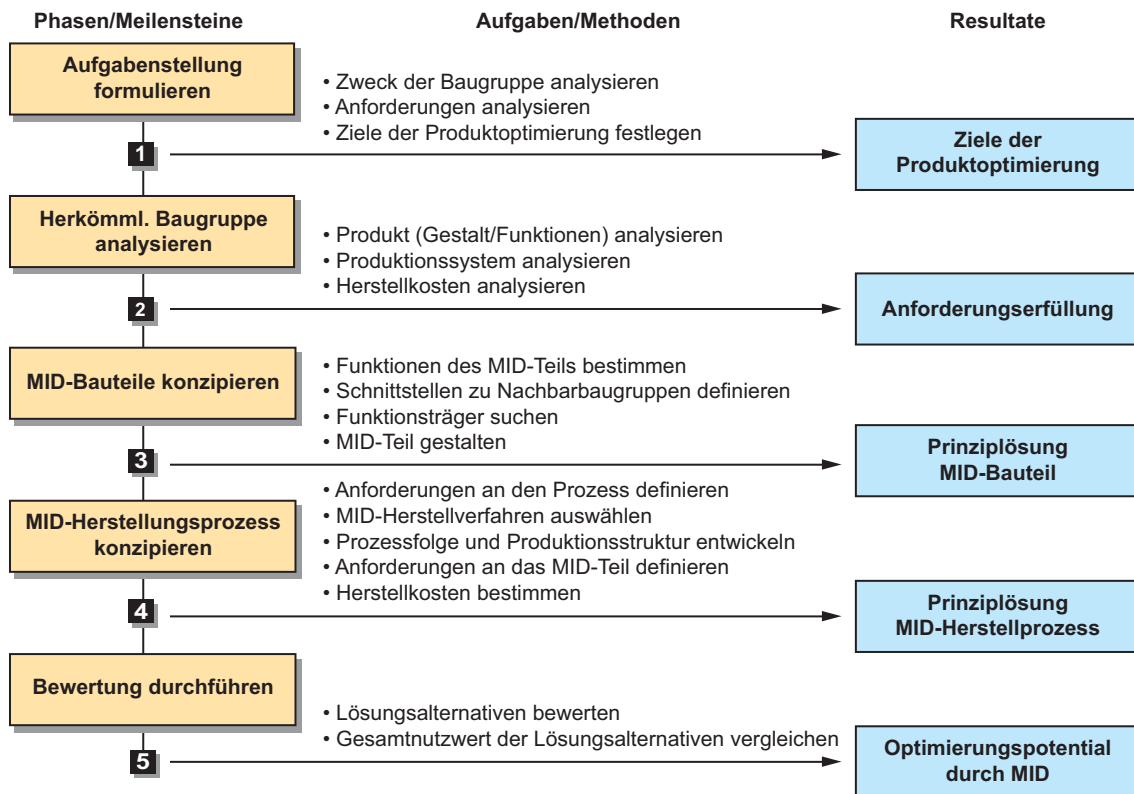 Phasen/Meilensteine
Aufgaben/Methoden
Resultate
Aufgabenstellung
formulieren
• Zweck der Baugruppe analysieren
• Anforderungen analysieren
• Ziele der Produktoptimierung festlegen
1
Ziele der
Produktoptimierung
Herkömml. Baugruppe
analysieren
• Produkt (Gestalt/Funktionen) analysieren
• Produktionssystem analysieren
• Herstellkosten analysieren
2
Anforderungserfüllung
MID-Bauteile konzipieren
• Funktionen des MID-Teils bestimmen
• Schnittstellen zu Nachbarbaugruppen definieren
• Funktionsträger suchen
• MID-Teil gestalten
3
Prinziplösung
MID-Bauteil
MID-Herstellungsprozess
konzipieren
• Anforderungen an den Prozess definieren
• MID-Herstellverfahren auswählen
• Prozessfolge und Produktionsstruktur entwickeln
• Anforderungen an das MID-Teil definieren
• Herstellkosten bestimmen
4
Prinziplösung
MID-Herstellprozess
Bewertung durchführen
• Lösungsalternativen bewerten
• Gesamtnutzwert der Lösungsalternativen vergleichen
5
Optimierungspotential
durch MID